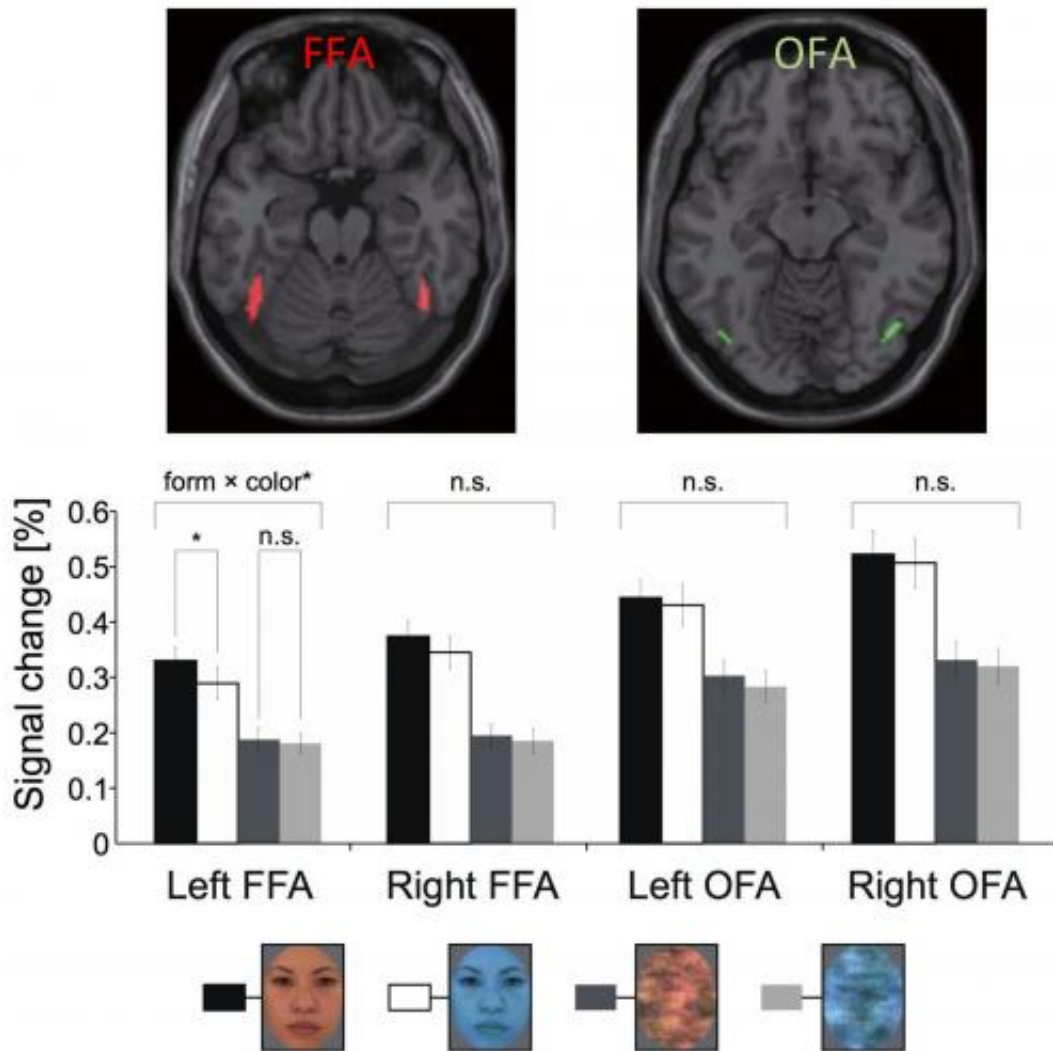 FFA
OFA
form × color*
n.s.
n.s.
n.s.
*
n.s.
Signal change [%]
0.6
0.5
0.4
0.3
0.2
0.1
0
Left FFA
Right FFA
Left OFA
Right OFA